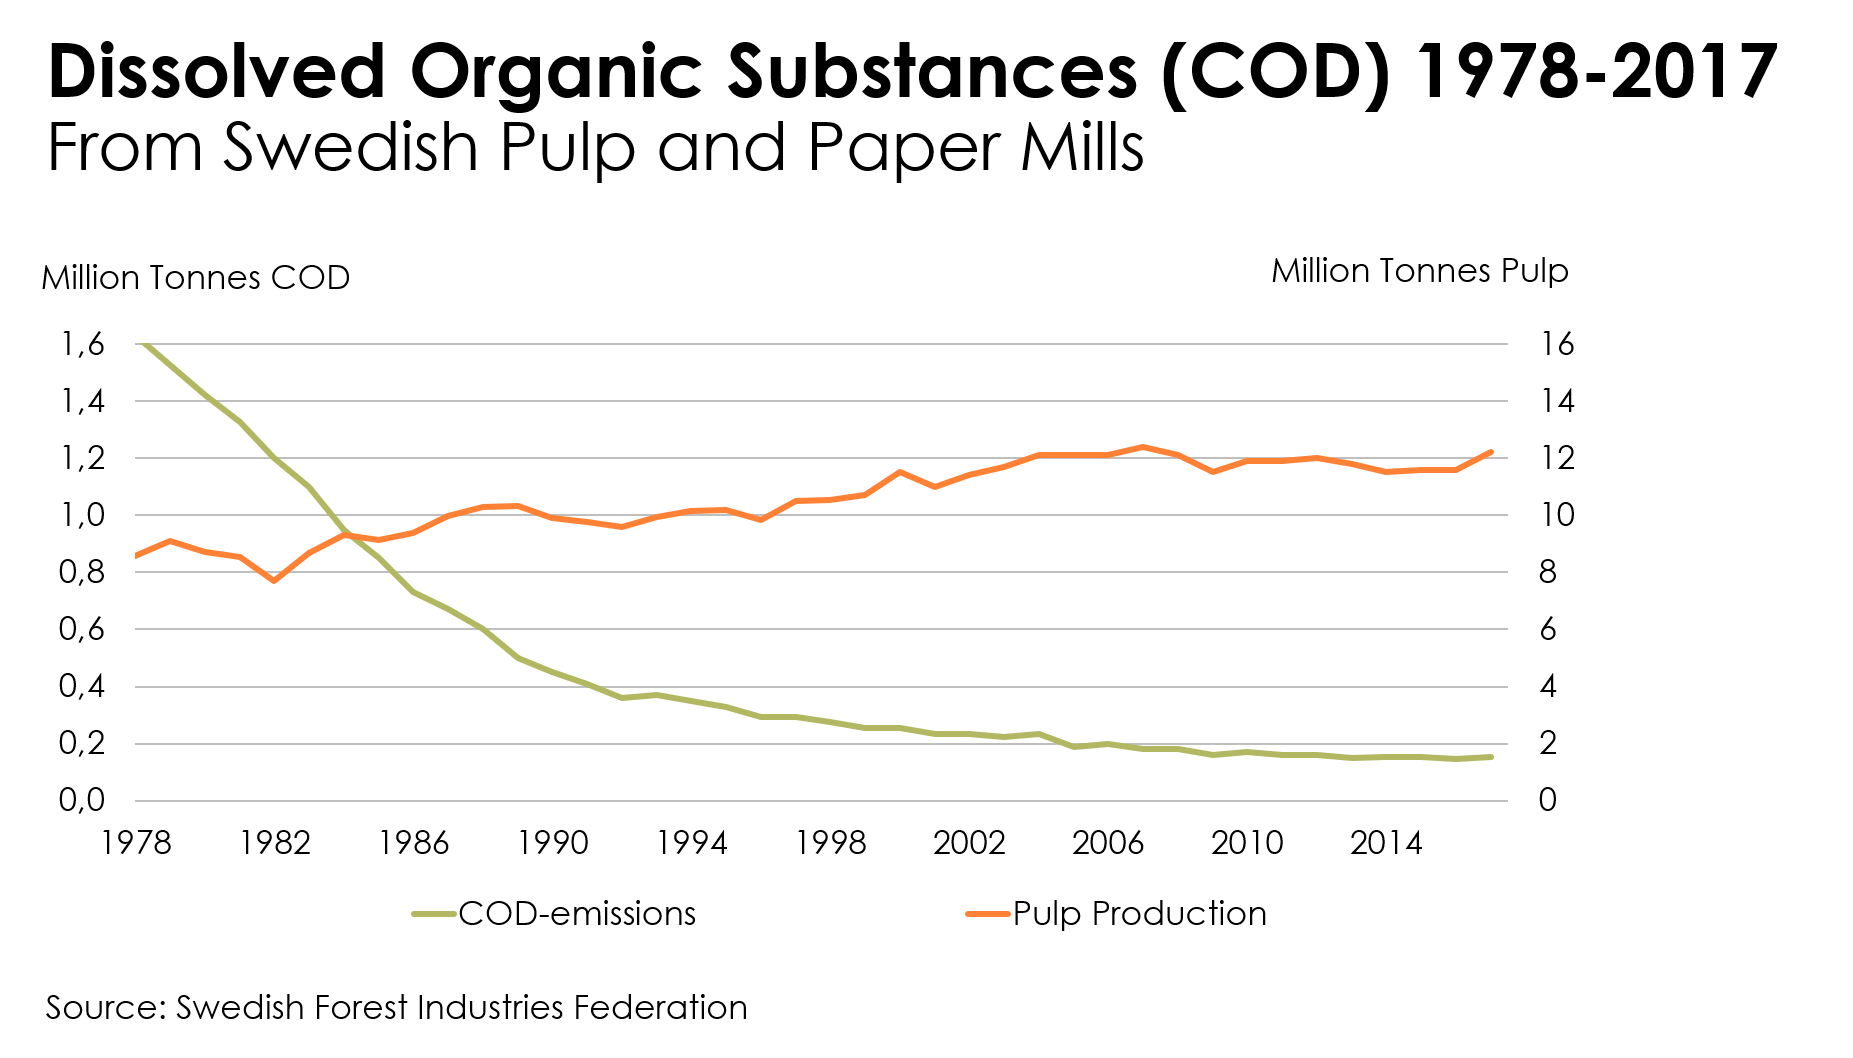 Dissolved Organic Substances (COD) 1978-2017
From Swedish Pulp and Paper Mills
Million Tonnes COD
Million Tonnes Pulp
1,6
16
1,4
14
1,2
12
1,0
10
0,8
8
0,6
6
0,4
4
0,2
2
0,0
0
1978 1982 1986 1990 1994 1998 2002 2006 2010 2014
COD-emissions
Pulp Production
Source: Swedish Forest Industries Federation